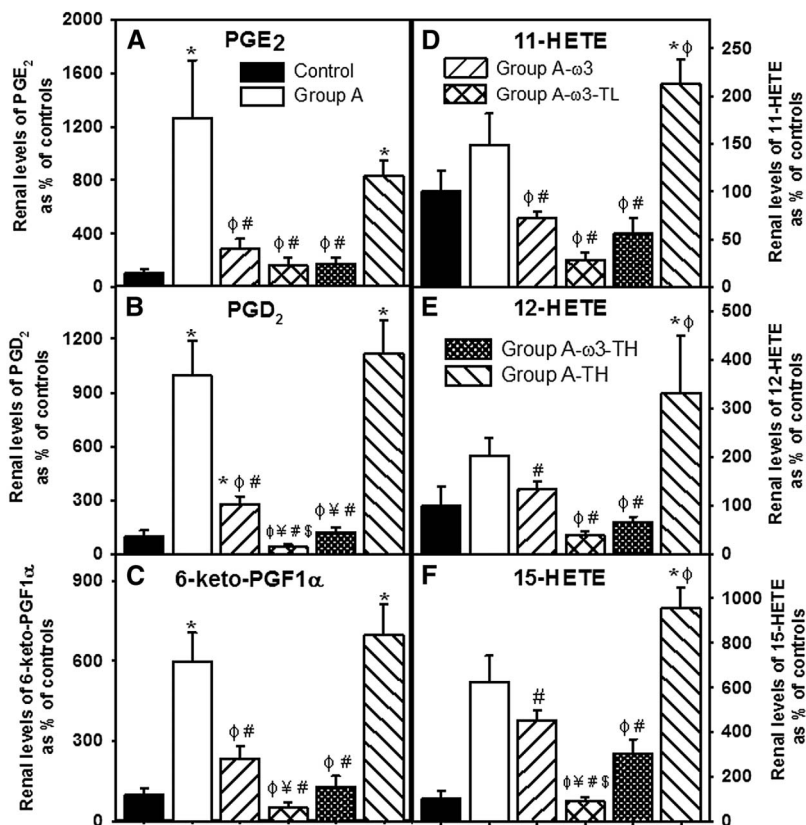 A
PGE2
2000
1600
1200
800
400
0
Renal levels of PGE2
as % of controls
Control
Group A
*
ϕ #
ϕ #
ϕ #
*
D
11-HETE
Group A-ω3
Group A-ω3-TL
ϕ #
ϕ #
ϕ #
* ϕ
250
200
150
100
50
0
Renal levels of 11-HETE
as % of controls
B
PGD2
1200
900
600
300
0
Renal levels of PGD2
as % of controls
*
* ϕ #
ϕ ¥ # $
ϕ ¥ #
*
E
12-HETE
Group A-ω3-TH
Group A-TH
#
ϕ #
ϕ #
* ϕ
500
400
300
200
100
0
Renal levels of 12-HETE
as % of controls
C
6-keto-PGF1α
900
600
300
0
Renal levels of 6-keto-PGF1α
as % of controls
*
ϕ #
ϕ ¥ #
ϕ #
*
F
15-HETE
#
ϕ ¥ # $
ϕ #
* ϕ
1000
800
600
400
200
0
Renal levels of 15-HETE
as % of controls